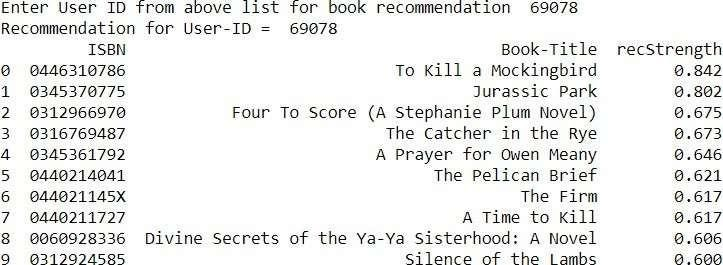 Enter User ID from above list for book recommendation  69078
Recommendation for User-ID =  69078
ISBN Book-Title recStrength
0 0446310786 To Kill a Mockingbird 0.842
1 0345370775 Jurassic Park 0.802
2 0312966970 Four To Score (A Stephanie Plum Novel) 0.675
3 0316769487 The Catcher in the Rye 0.673
4 0345361792 A Prayer for Owen Meany 0.646
5 0440214041 The Pelican Brief 0.621
6 044021145X The Firm 0.617
7 0440211727 A Time to Kill 0.617
8 0060928336 Divine Secrets of the Ya-Ya Sisterhood: A Novel 0.606
9 0312924585 Silence of the Lambs 0.600